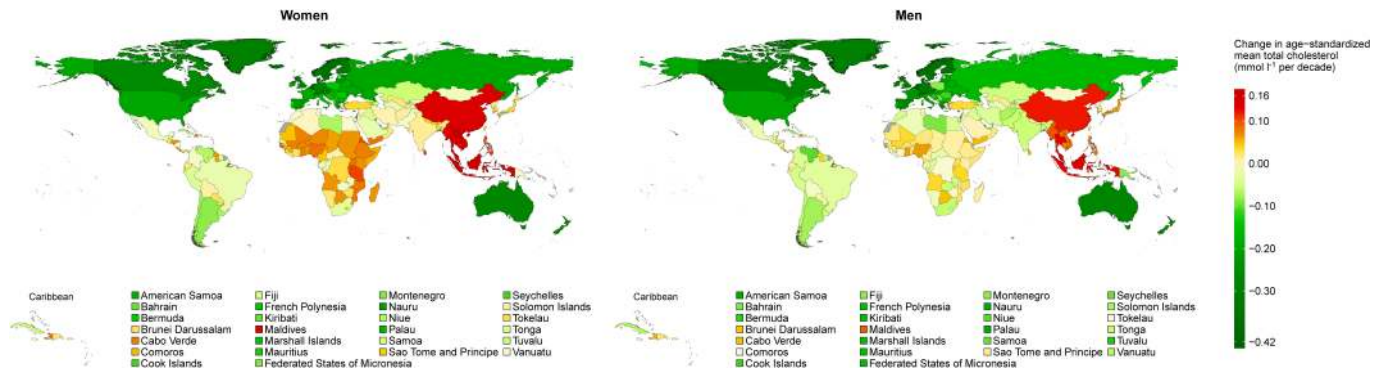 Women
Men
Change in age-standardized
mean total cholesterol
(mmol l⁻¹ per decade)
0.16
0.10
0.00
−0.10
−0.20
−0.30
−0.42
Caribbean
American Samoa
Bahrain
Bermuda
Brunei Darussalam
Cabo Verde
Comoros
Cook Islands
Fiji
French Polynesia
Kiribati
Maldives
Marshall Islands
Mauritius
Federated States of Micronesia
Montenegro
Nauru
Niue
Palau
Samoa
Sao Tome and Principe
Seychelles
Solomon Islands
Tokelau
Tonga
Tuvalu
Vanuatu
Caribbean
American Samoa
Bahrain
Bermuda
Brunei Darussalam
Cabo Verde
Comoros
Cook Islands
Fiji
French Polynesia
Kiribati
Maldives
Marshall Islands
Mauritius
Federated States of Micronesia
Montenegro
Nauru
Niue
Palau
Samoa
Sao Tome and Principe
Seychelles
Solomon Islands
Tokelau
Tonga
Tuvalu
Vanuatu